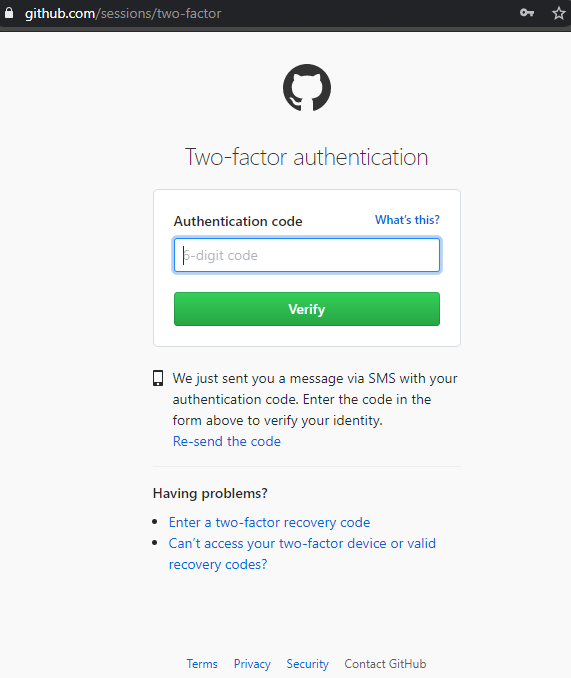 github.com/sessions/two-factor
Two-factor authentication
Authentication code What's this?
6-digit code
Verify
We just sent you a message via SMS with your
authentication code. Enter the code in the
form above to verify your identity.
Re-send the code
Having problems?
• Enter a two-factor recovery code
• Can't access your two-factor device or valid
recovery codes?
Terms Privacy Security Contact GitHub